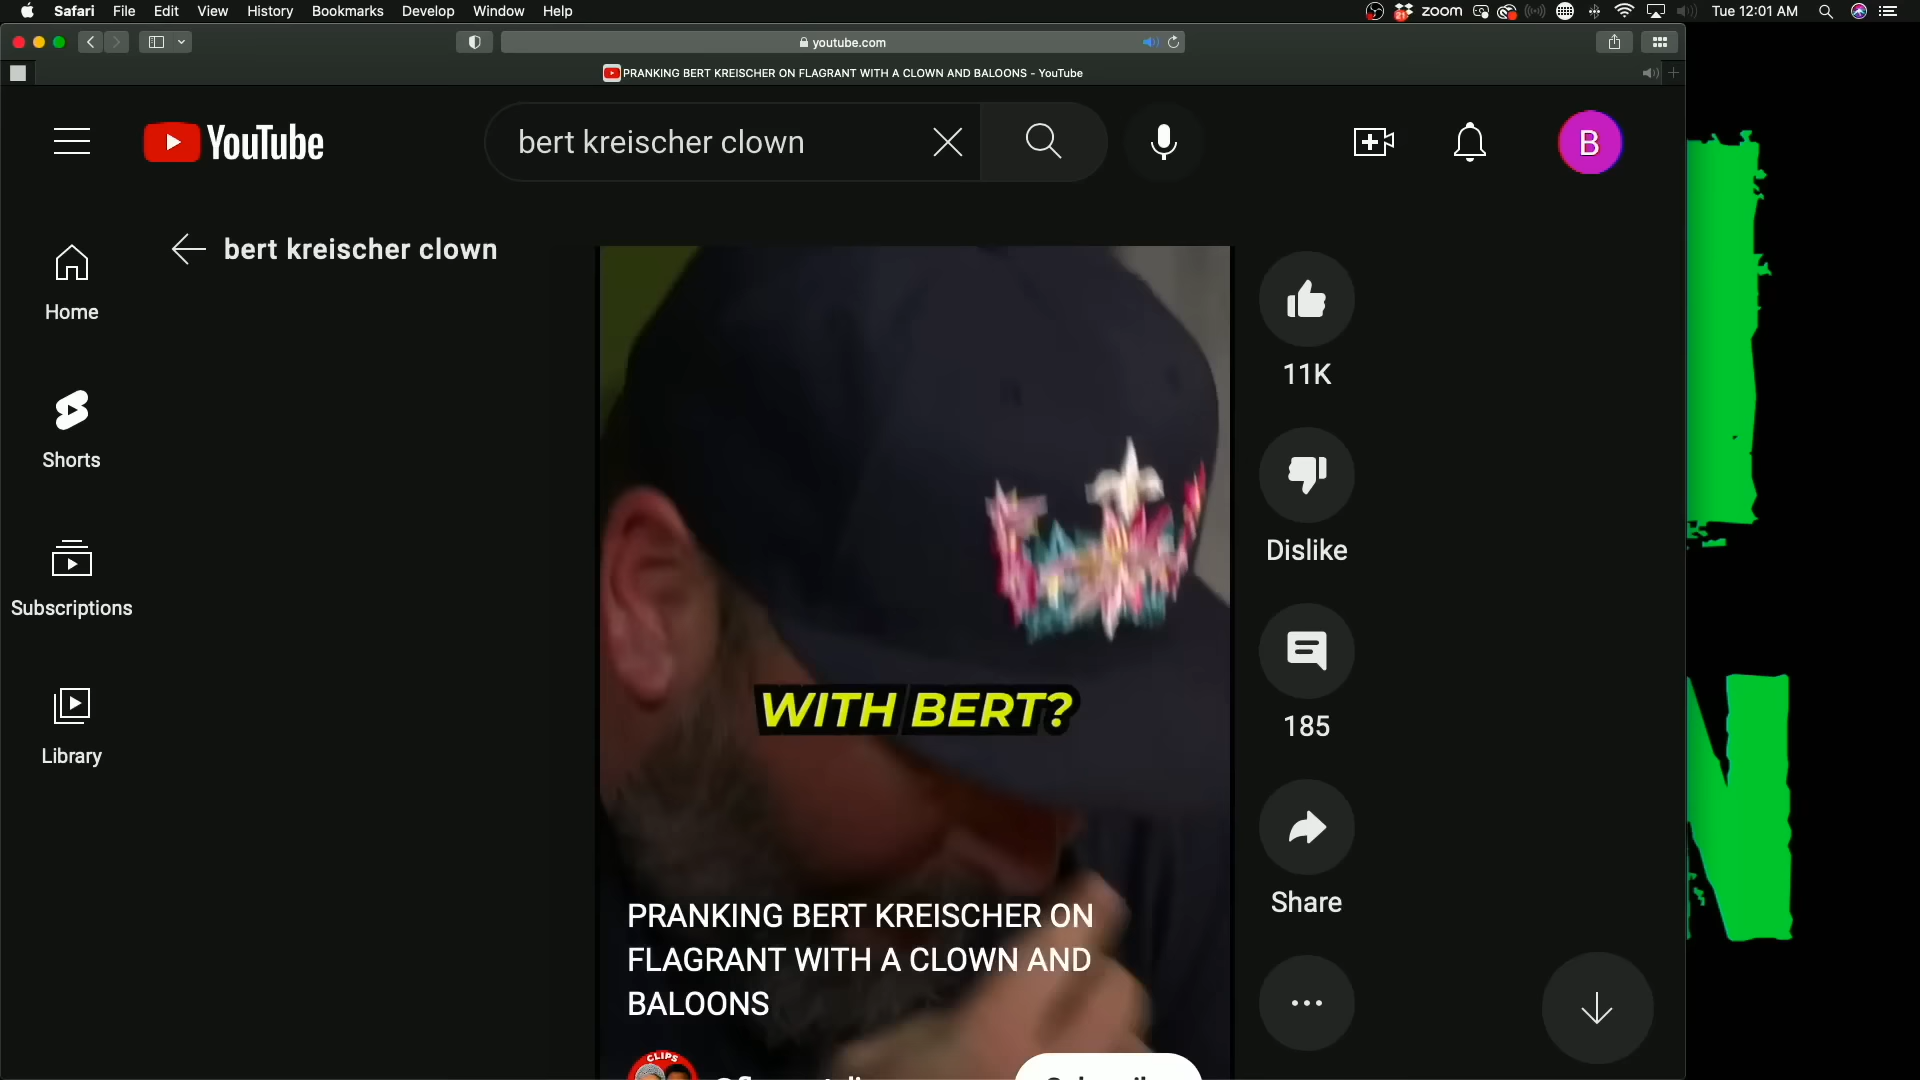 Safari File Edit View History Bookmarks Develop Window Help
21 zoom Tue 12:01 AM
youtube.com
PRANKING BERT KREISCHER ON FLAGRANT WITH A CLOWN AND BALOONS - YouTube
YouTube
bert kreischer clown
B
bert kreischer clown
Home
Shorts
Subscriptions
Library
WITH BERT?
PRANKING BERT KREISCHER ON
FLAGRANT WITH A CLOWN AND
BALOONS
CLIPS
11K
Dislike
185
Share
N